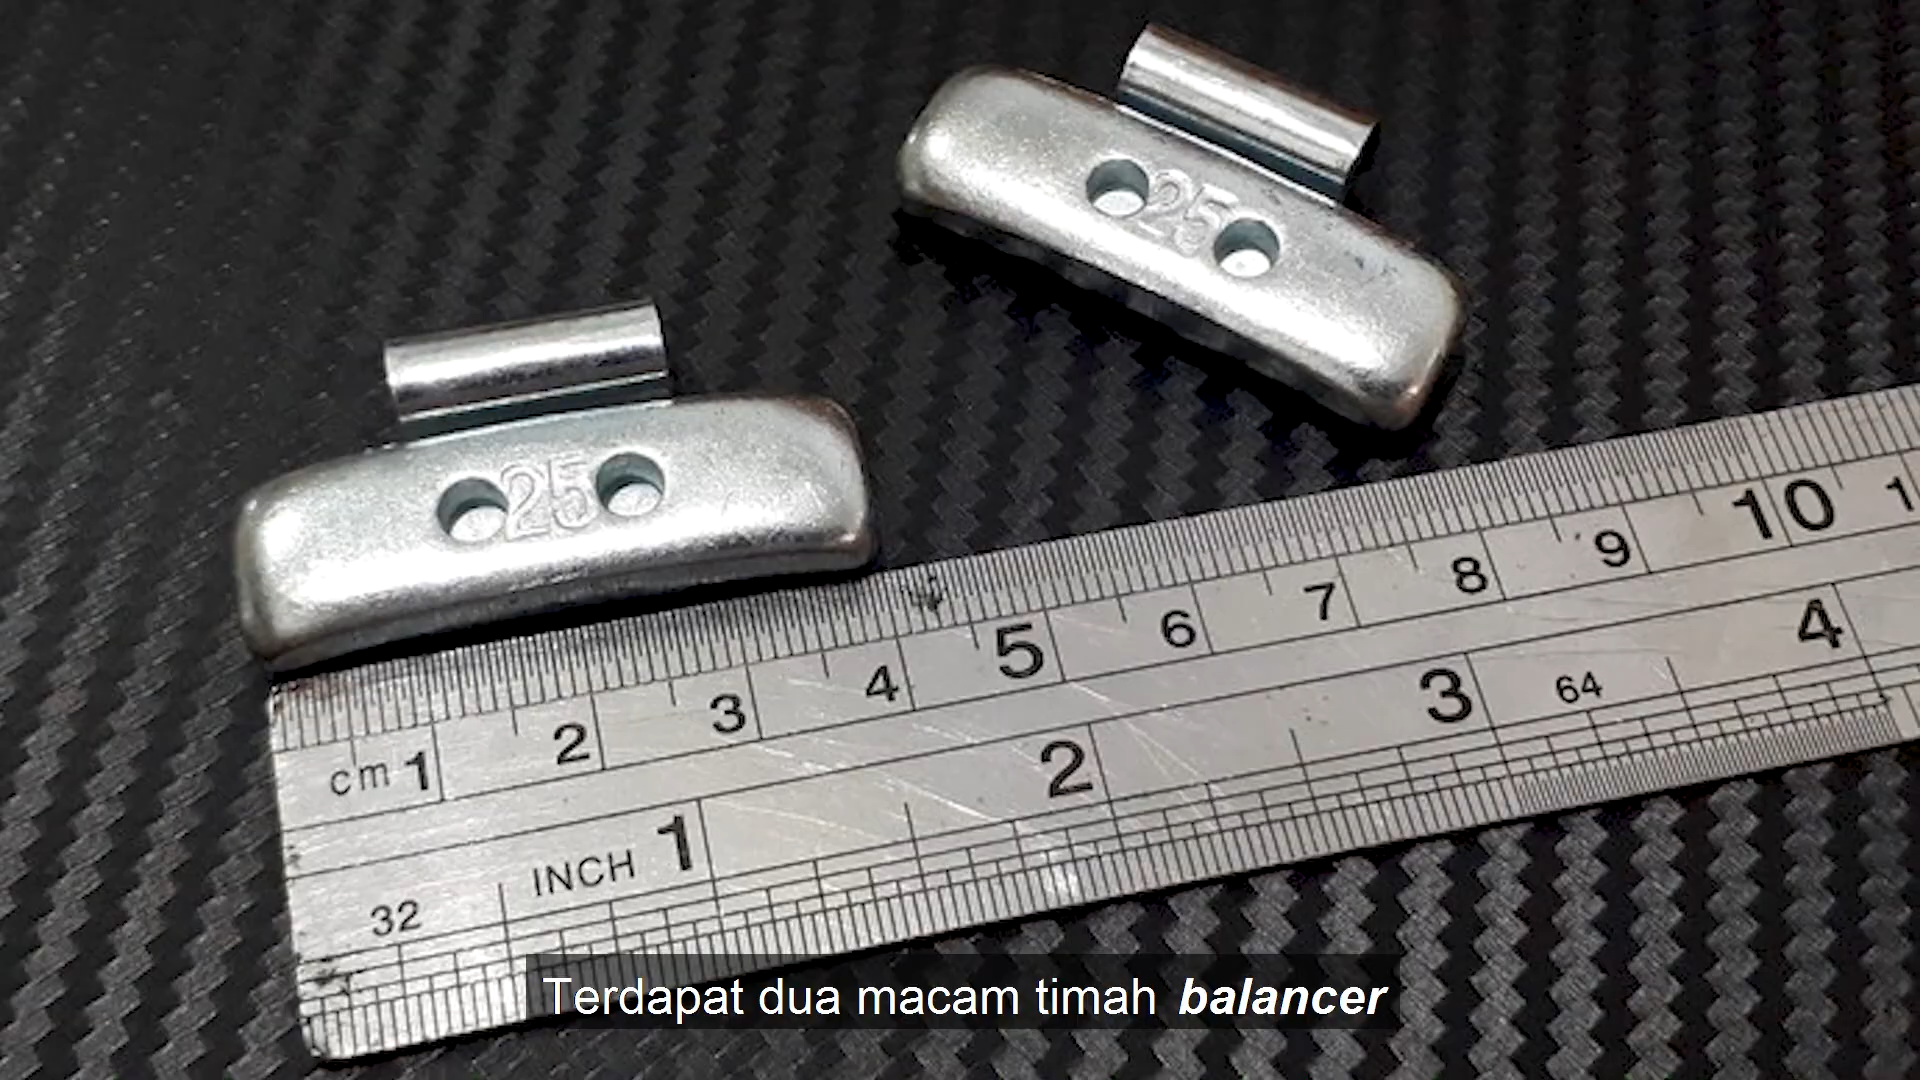 25
25
cm 1 2 3 4 5 6 7 8 9 10
INCH 1 2 3 4
32
64
Terdapat dua macam timah balancer